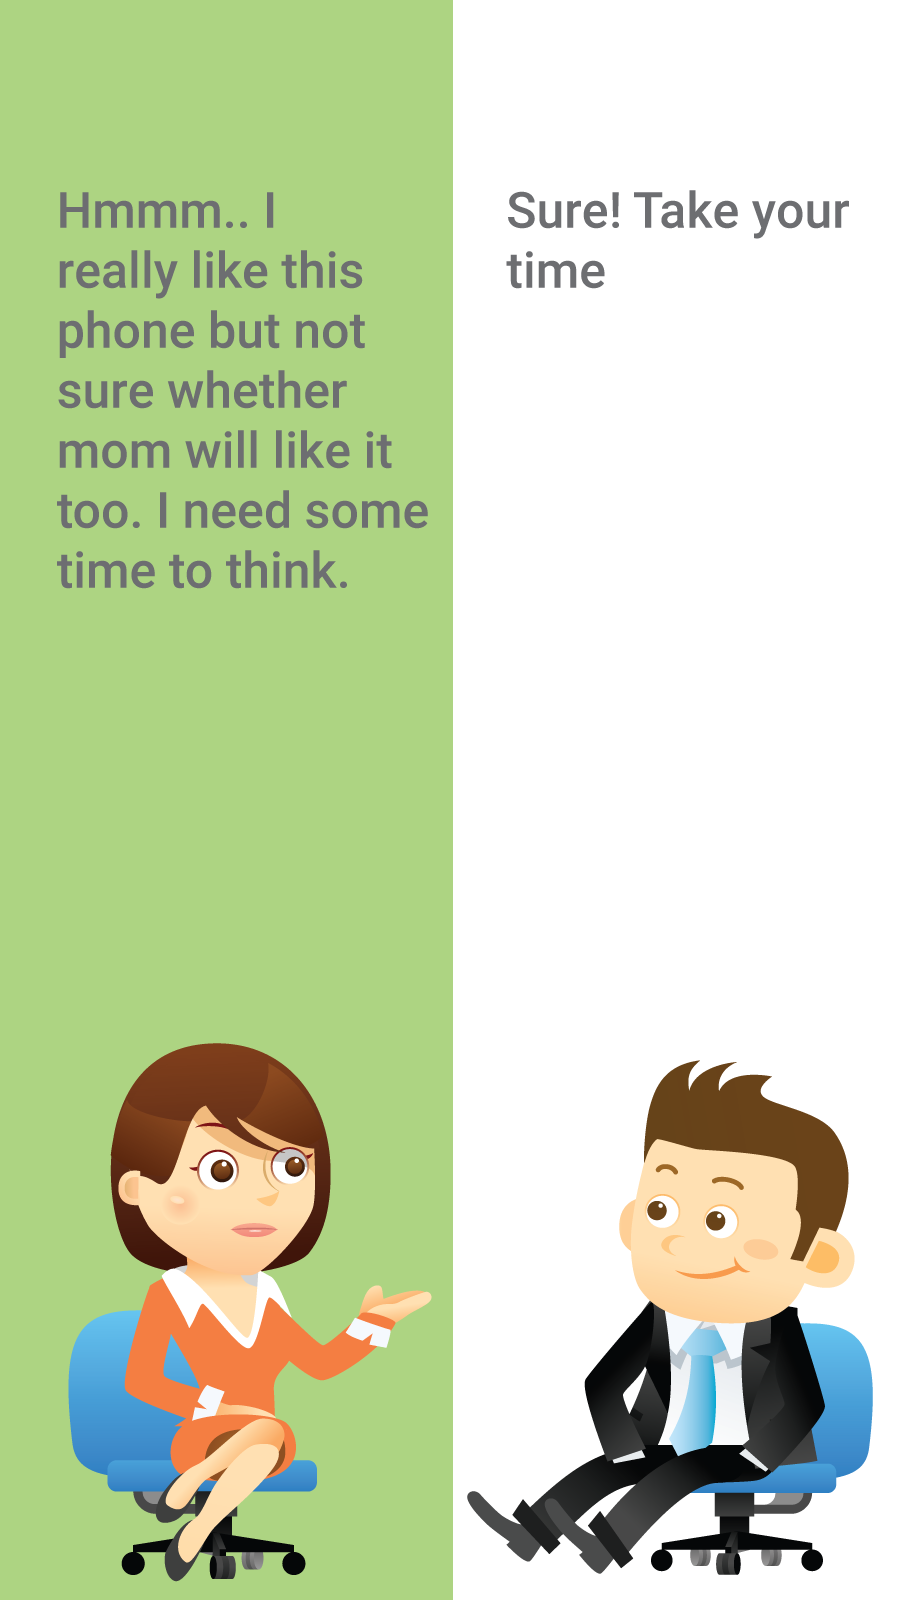 Hmmm.. I
really like this
phone but not
sure whether
mom will like it
too. I need some
time to think.
Sure! Take your
time